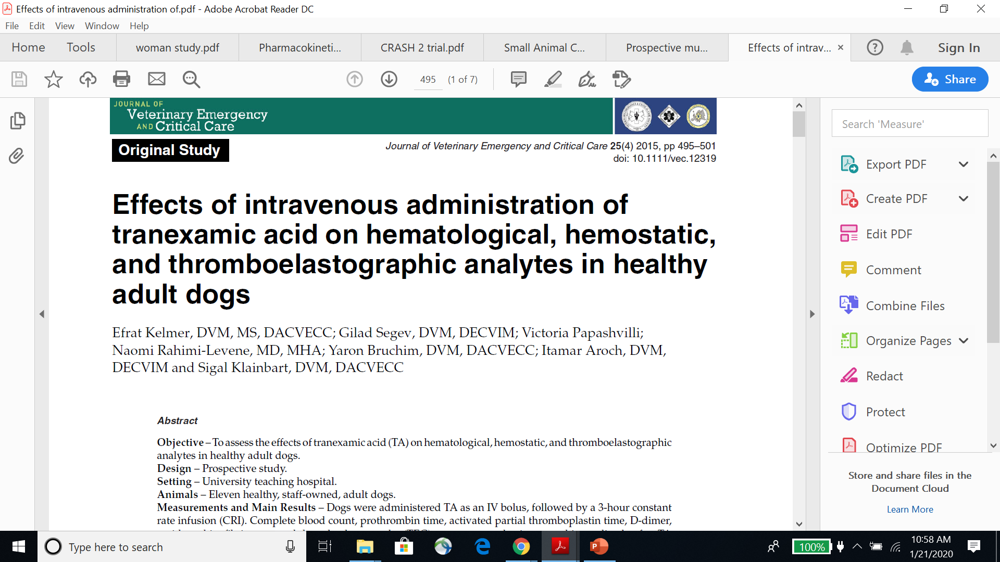 Effects of intravenous administration of.pdf - Adobe Acrobat Reader DC
File Edit View Window Help
Home Tools woman study.pdf Pharmacokineti... CRASH 2 trial.pdf Small Animal C... Prospective mu... Effects of intrav... Sign In
495 (1 of 7) Share
JOURNAL OF
Veterinary Emergency
AND Critical Care
Original Study
Journal of Veterinary Emergency and Critical Care 25(4) 2015, pp 495–501
doi: 10.1111/vec.12319
Effects of intravenous administration of
tranexamic acid on hematological, hemostatic,
and thromboelastographic analytes in healthy
adult dogs
Efrat Kelmer, DVM, MS, DACVECC; Gilad Segev, DVM, DECVIM; Victoria Papashvilli;
Naomi Rahimi-Levene, MD, MHA; Yaron Bruchim, DVM, DACVECC; Itamar Aroch, DVM,
DECVIM and Sigal Klainbart, DVM, DACVECC
Abstract
Objective – To assess the effects of tranexamic acid (TA) on hematological, hemostatic, and thromboelastographic
analytes in healthy adult dogs.
Design – Prospective study.
Setting – University teaching hospital.
Animals – Eleven healthy, staff-owned, adult dogs.
Measurements and Main Results – Dogs were administered TA as an IV bolus, followed by a 3-hour constant
rate infusion (CRI). Complete blood count, prothrombin time, activated partial thromboplastin time, D-dimer,
Search 'Measure'
Export PDF
Create PDF
Edit PDF
Comment
Combine Files
Organize Pages
Redact
Protect
Optimize PDF
Store and share files in the
Document Cloud
Learn More
Type here to search
100%
10:58 AM
1/21/2020